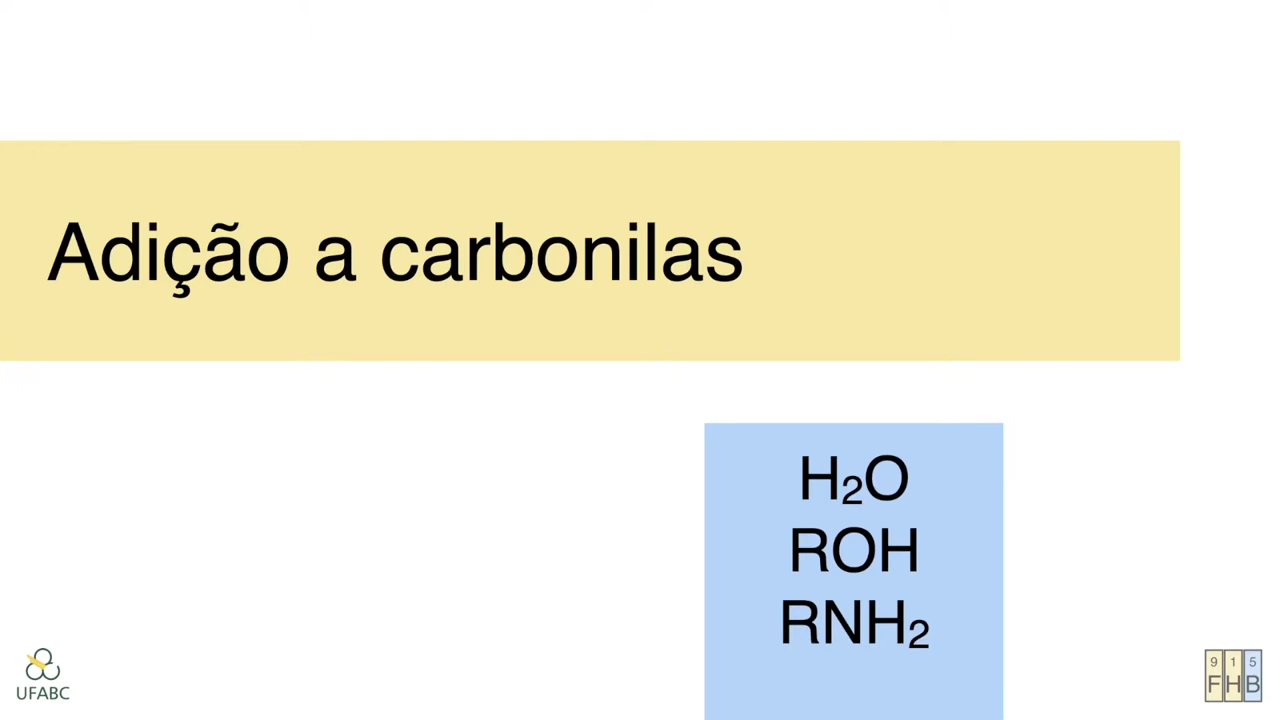 Adição a carbonilas
H₂O
ROH
RNH₂
UFABC
9 1 5
F H B